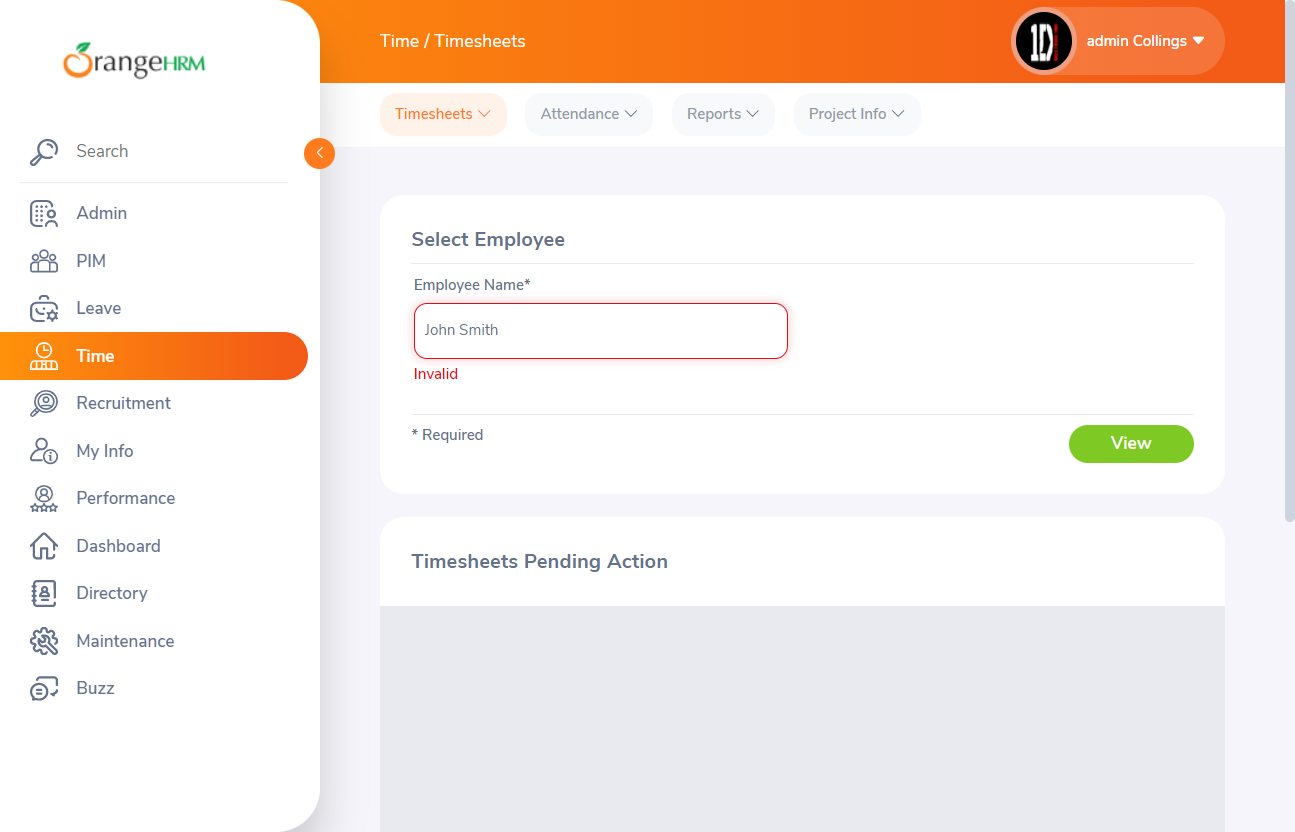 OrangeHRM
Time / Timesheets
admin Collings
Timesheets
Attendance
Reports
Project Info
Search
Admin
PIM
Leave
Time
Recruitment
My Info
Performance
Dashboard
Directory
Maintenance
Buzz
Select Employee
Employee Name*
John Smith
Invalid
* Required
View
Timesheets Pending Action